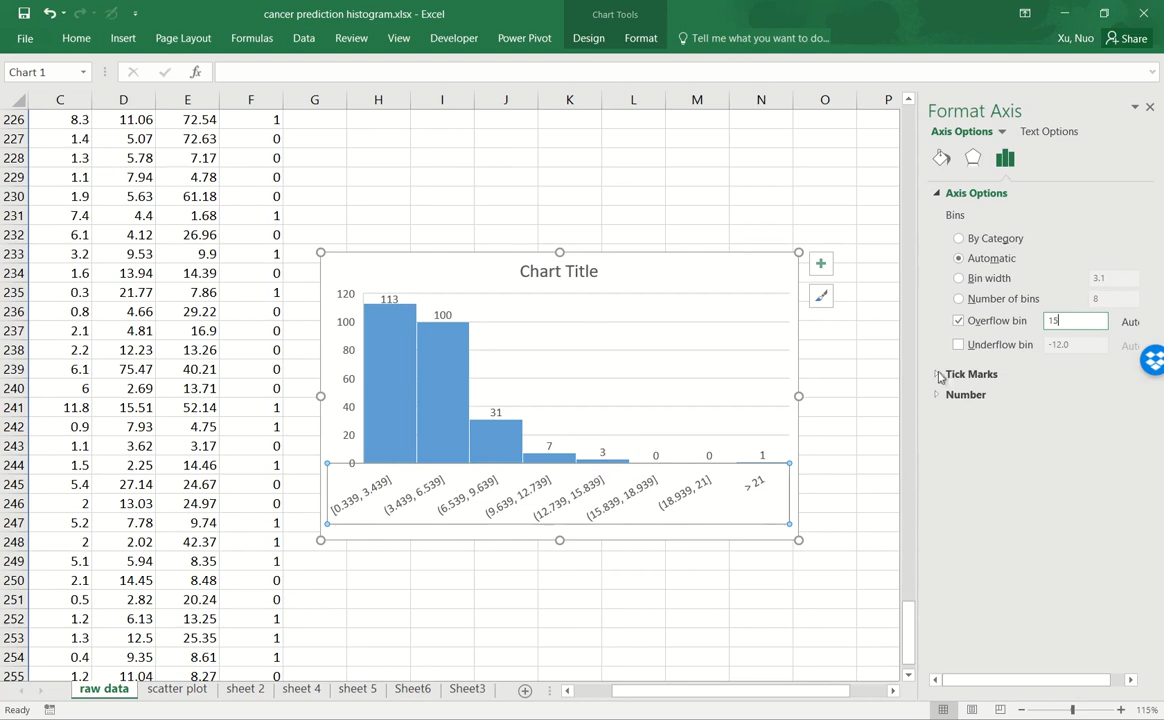 cancer prediction histogram.xlsx - Excel
Chart Tools
File Home Insert Page Layout Formulas Data Review View Developer Power Pivot Design Format Tell me what you want to do... Xu, Nuo Share
Chart 1 fx
C D E F G H I J K L M N O P
226 8.3 11.06 72.54 1
227 1.4 5.07 72.63 0
228 1.3 5.78 7.17 0
229 1.1 7.94 4.78 0
230 1.9 5.63 61.18 0
231 7.4 4.4 1.68 1
232 6.1 4.12 26.96 0
233 3.2 9.53 9.9 1
234 1.6 13.94 14.39 0
235 0.3 21.77 7.86 1
236 0.8 4.66 29.22 0
237 2.1 4.81 16.9 0
238 2.2 12.23 13.26 0
239 6.1 75.47 40.21 0
240 6 2.69 13.71 0
241 11.8 15.51 52.14 1
242 0.9 7.93 4.75 1
243 1.1 3.62 3.17 0
244 1.5 2.25 14.46 1
245 5.4 27.14 24.67 0
246 2 13.03 24.97 0
247 5.2 7.78 9.74 1
248 2 2.02 42.37 1
249 5.1 5.94 8.35 1
250 2.1 14.45 8.48 0
251 0.5 2.82 20.24 0
252 1.2 6.13 13.25 1
253 1.3 12.5 25.35 1
254 0.4 9.35 8.61 1
255 1.2 11.04 8.27 0
Chart Title
120
100
80
60
40
20
0
113 100 31 7 3 0 0 1
[0.339, 3.439] (3.439, 6.539] (6.539, 9.639] (9.639, 12.739] (12.739, 15.839] (15.839, 18.939] (18.939, 21] > 21
Format Axis
Axis Options Text Options
Axis Options
Bins
By Category
Automatic
Bin width 3.1
Number of bins 8
Overflow bin 15 Aut
Underflow bin -12.0 Aut
Tick Marks
Number
raw data scatter plot sheet 2 sheet 4 sheet 5 Sheet6 Sheet3
Ready 115%